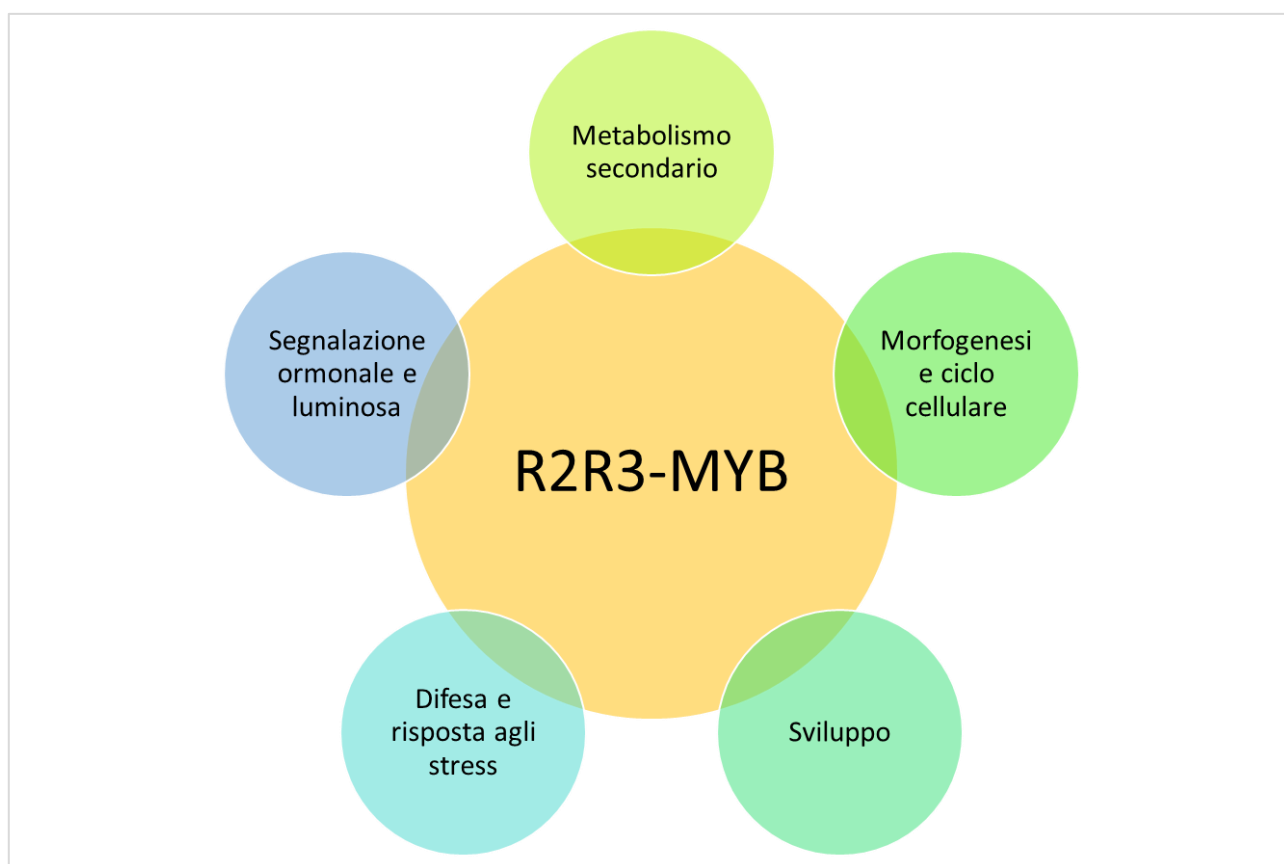 Metabolismo
secondario
Segnalazione
ormonale e
luminosa
Morfogenesi
e ciclo
cellulare
R2R3-MYB
Difesa e
risposta agli
stress
Sviluppo